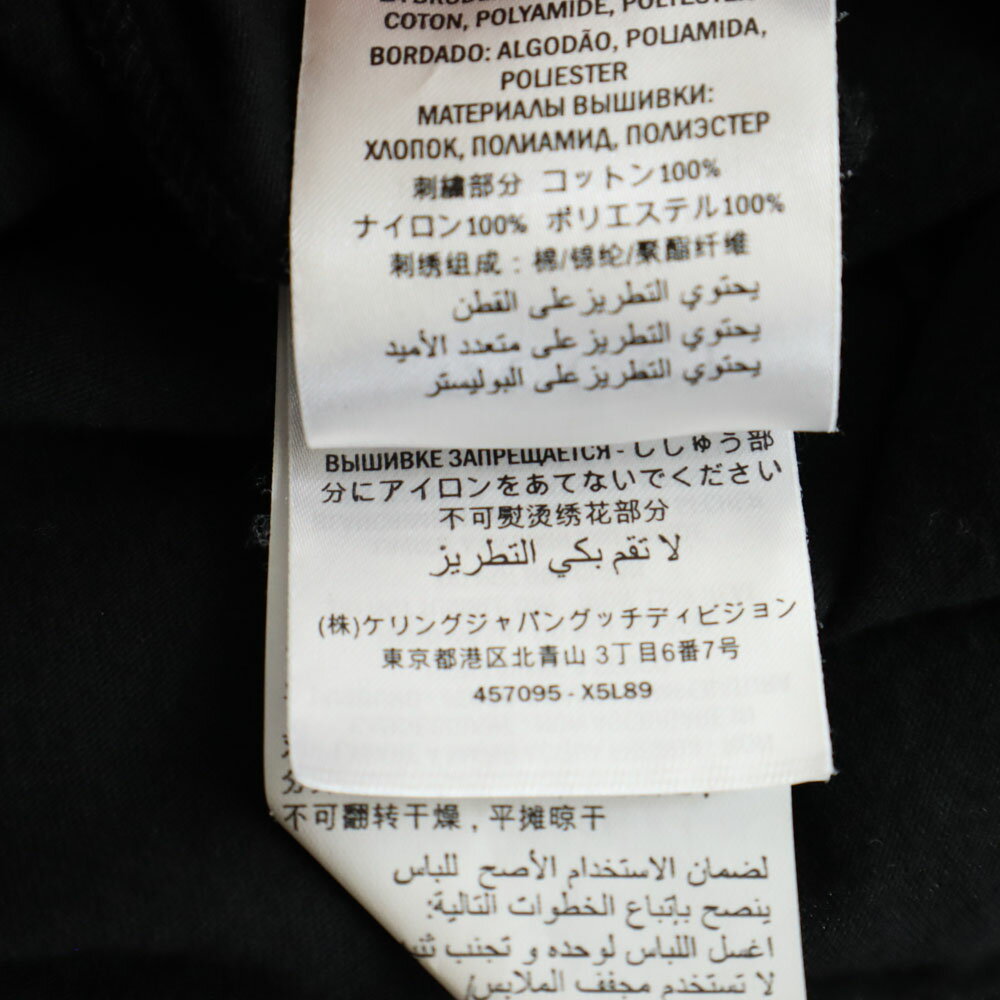 COTON, POLYAMIDE, POLYESTER
BORDADO: ALGODÃO, POLIAMIDA,
POLIESTER
МАТЕРИАЛЫ ВЫШИВКИ:
ХЛОПОК, ПОЛИАМИД, ПОЛИЭСТЕР
刺繍部分 コットン100%
ナイロン100% ポリエステル100%
刺绣组成：棉/锦纶/聚酯纤维
يحتوي التطريز على القطن
يحتوي التطريز على متعدد الأميد
يحتوي التطريز على البوليستر
ВЫШИВКЕ ЗАПРЕЩАЕТСЯ - ししゅう部
分にアイロンをあてないでください
不可熨烫绣花部分
لا تقم بكي التطريز
(株)ケリングジャパングッチディビジョン
東京都港区北青山 3丁目6番7号
457095 - X5L89
不可翻转干燥，平摊晾干
لضمان الاستخدام الأصح للباس
ينصح بإتباع الخطوات التالية:
اغسل اللباس لوحده و تجنب
لا تستخدم مجفف الملابس/